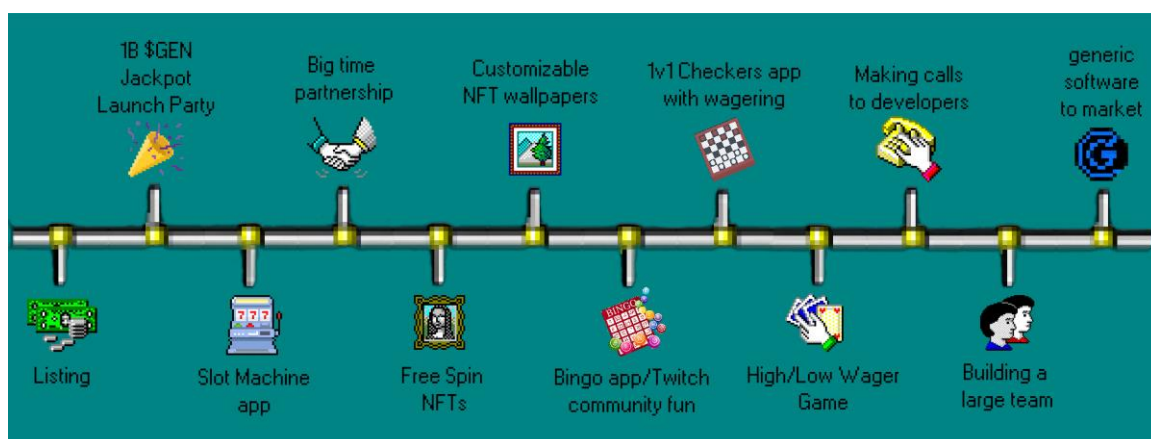 1B $GEN
Jackpot
Launch Party
Big time
partnership
Customizable
NFT wallpapers
1v1 Checkers app
with wagering
Making calls
to developers
generic
software
to market
G
777
BINGO
Listing
Slot Machine
app
Free Spin
NFTs
Bingo app/Twitch
community fun
High/Low Wager
Game
Building a
large team